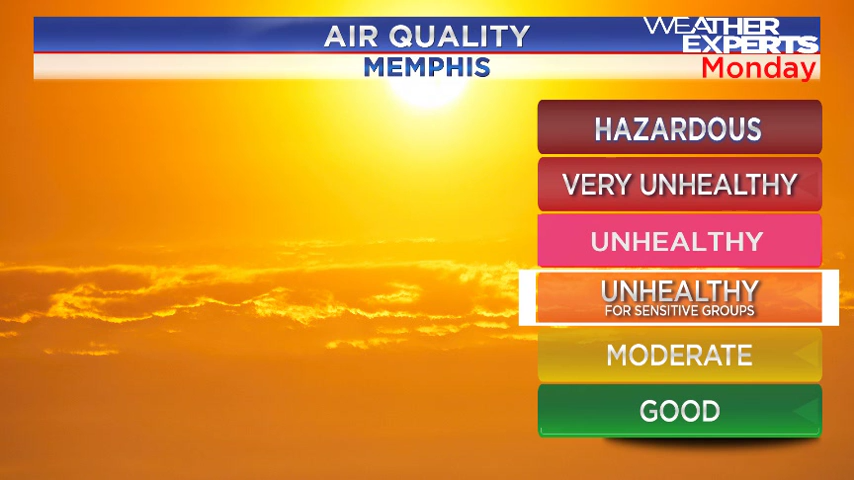 AIR QUALITY
WEATHER
EXPERTS
MEMPHIS
Monday
HAZARDOUS
VERY UNHEALTHY
UNHEALTHY
UNHEALTHY
FOR SENSITIVE GROUPS
MODERATE
GOOD